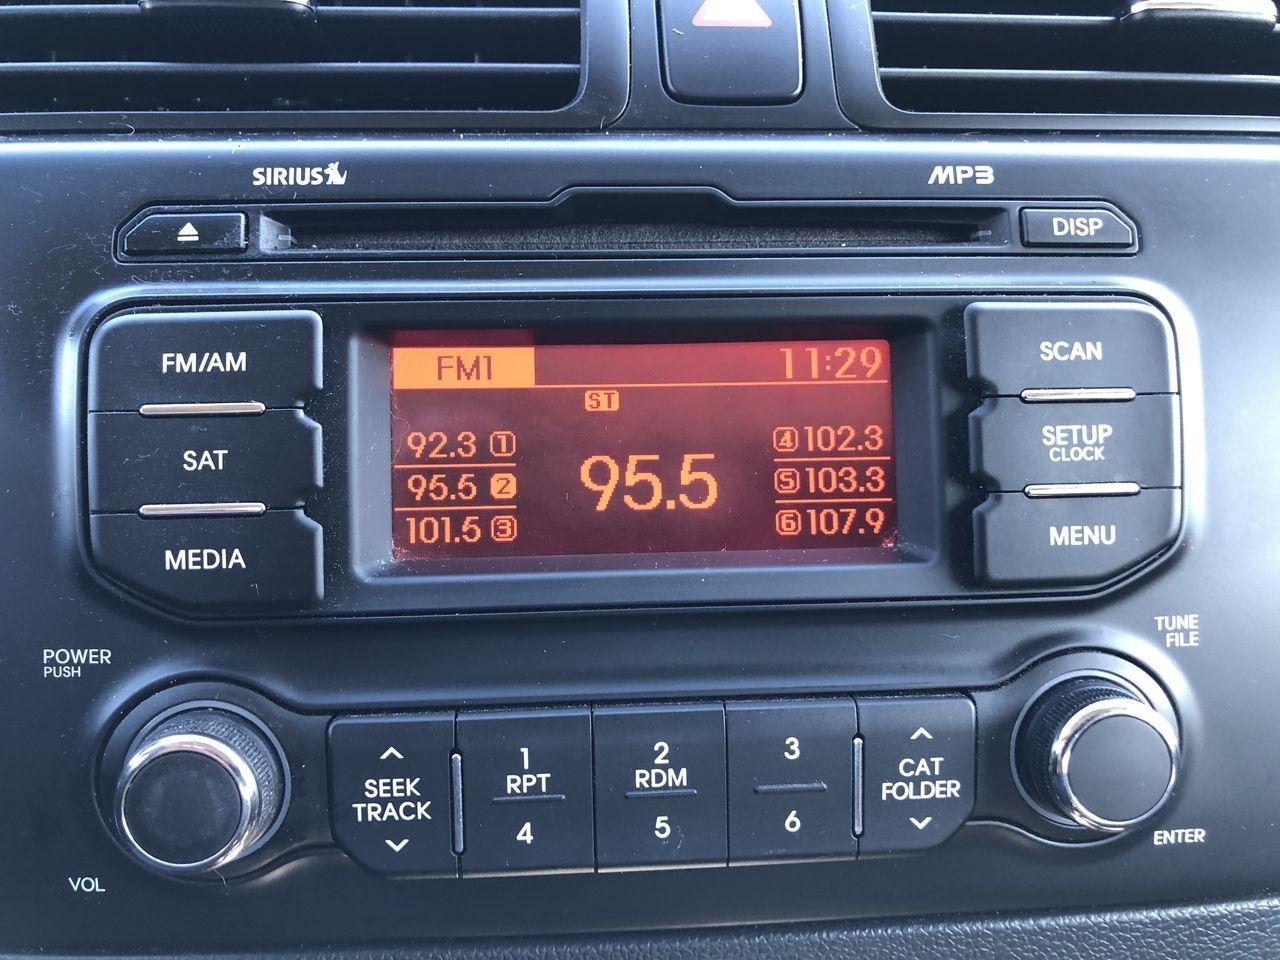 SIRIUS
MP3
DISP
FM/AM
SAT
MEDIA
FM1
11:29
ST
92.3 1
95.5 2
101.5 3
95.5
4 102.3
5 103.3
6 107.9
SCAN
SETUP
CLOCK
MENU
POWER
PUSH
VOL
SEEK
TRACK
1
RPT
4
2
RDM
5
3
6
CAT
FOLDER
TUNE
FILE
ENTER